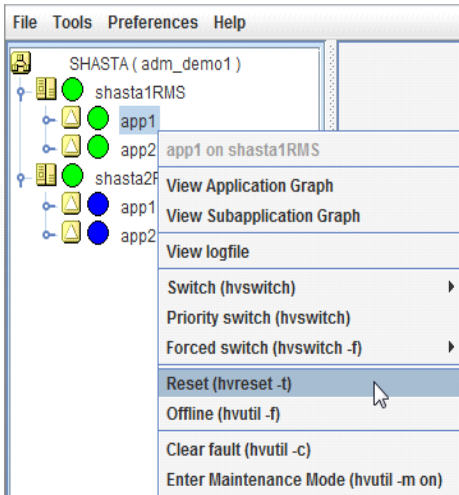 File Tools Preferences Help
SHASTA ( adm_demo1 )
shasta1RMS
app1
app2
shasta2
app1
app2
app1 on shasta1RMS
View Application Graph
View Subapplication Graph
View logfile
Switch (hvswitch)
Priority switch (hvswitch)
Forced switch (hvswitch -f)
Reset (hvreset -t)
Offline (hvutil -f)
Clear fault (hvutil -c)
Enter Maintenance Mode (hvutil -m on)